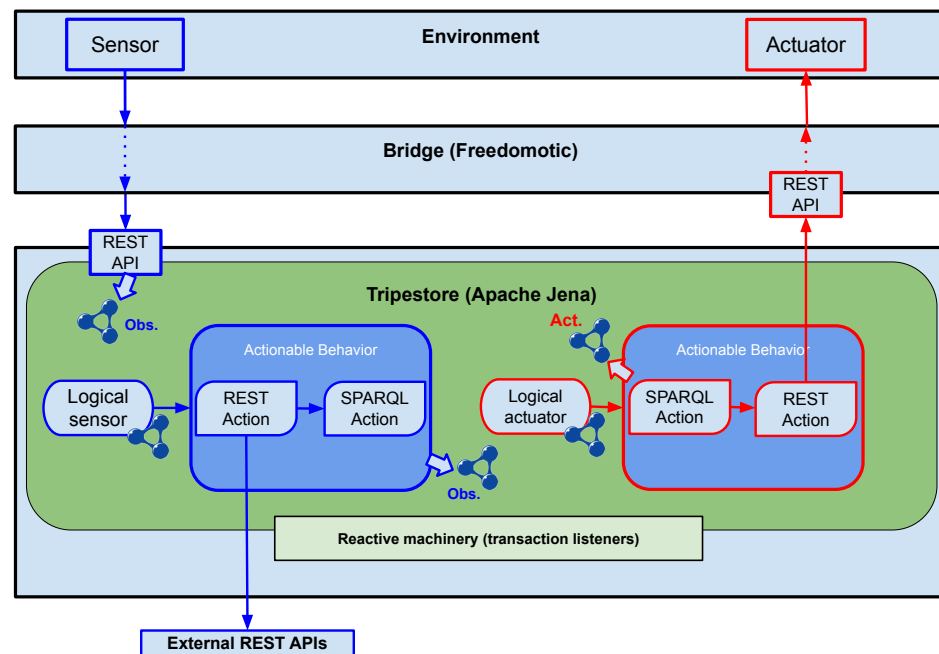 Sensor
Environment
Actuator
Bridge (Freedomotic)
REST
API
REST
API
Tripestore (Apache Jena)
Obs.
Act.
Actionable Behavior
Actionable Behavior
Logical
sensor
REST
Action
SPARQL
Action
Logical
actuator
SPARQL
Action
REST
Action
Obs.
Reactive machinery (transaction listeners)
External REST APIs